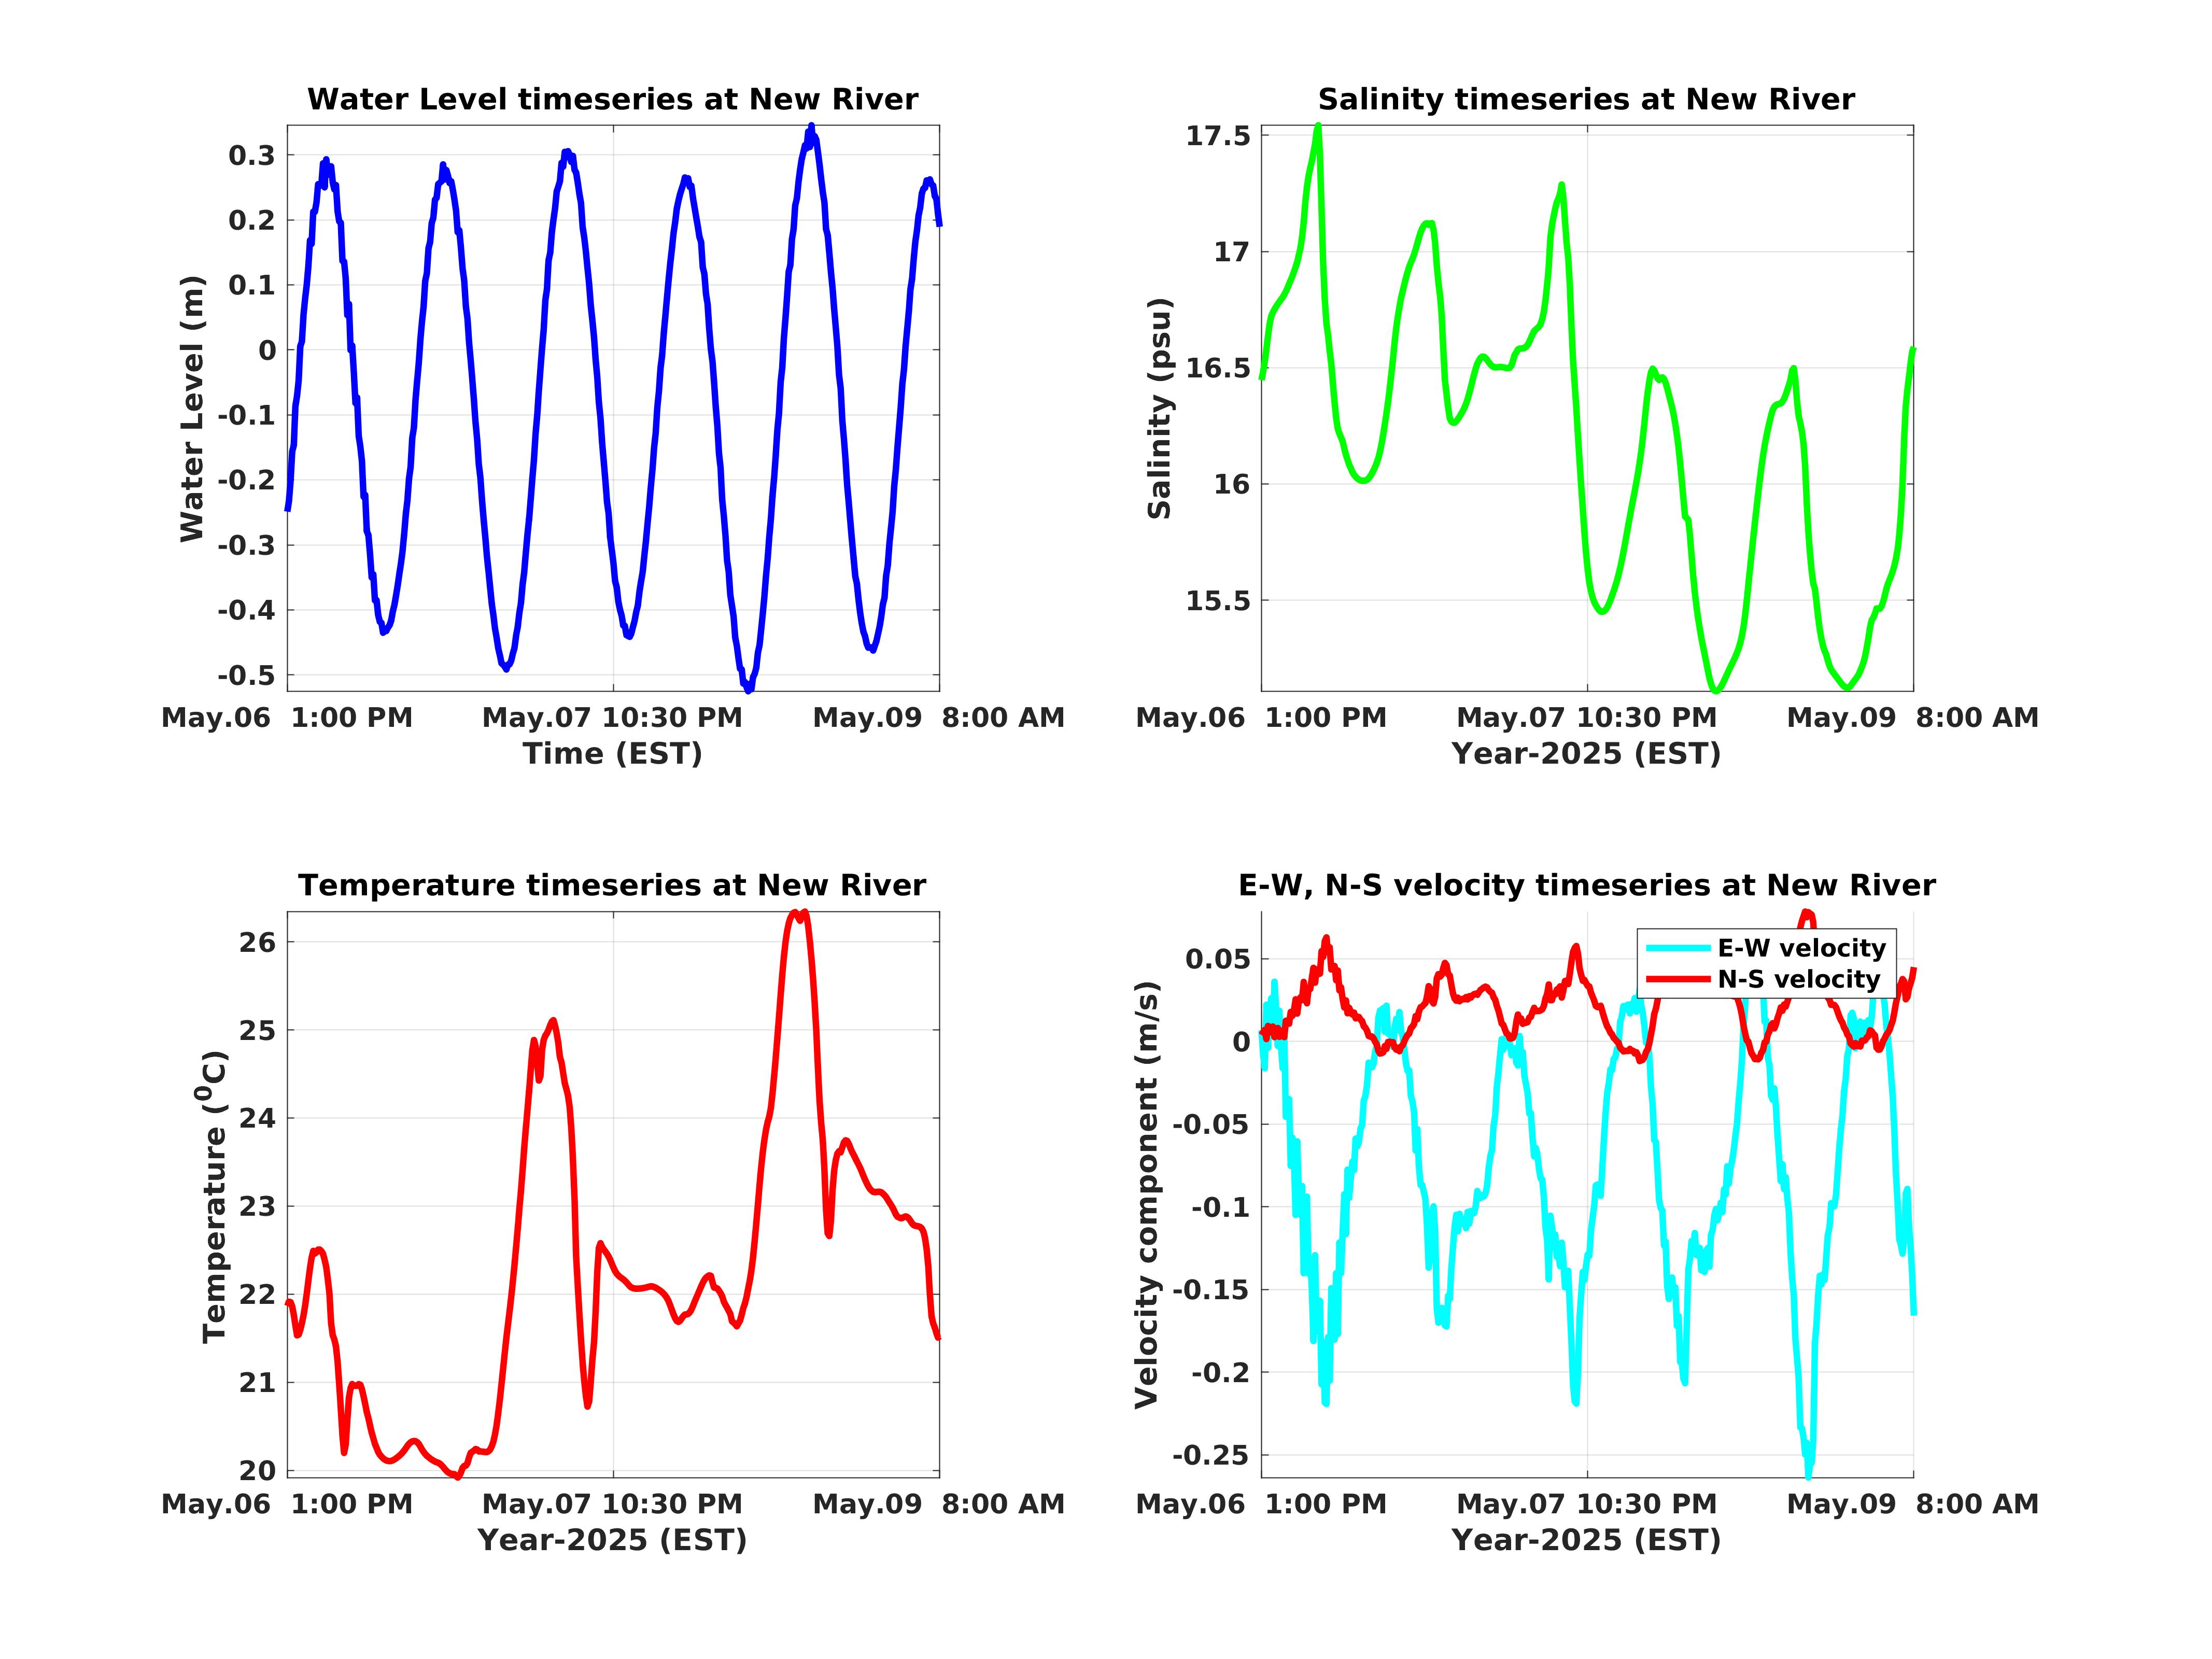 Water Level timeseries at New River
Water Level (m)
0.3
0.2
0.1
0
-0.1
-0.2
-0.3
-0.4
-0.5
May.06 1:00 PM May.07 10:30 PM May.09 8:00 AM
Time (EST)
Salinity timeseries at New River
Salinity (psu)
17.5
17
16.5
16
15.5
May.06 1:00 PM May.07 10:30 PM May.09 8:00 AM
Year-2025 (EST)
Temperature timeseries at New River
Temperature (⁰C)
26
25
24
23
22
21
20
May.06 1:00 PM May.07 10:30 PM May.09 8:00 AM
Year-2025 (EST)
E-W, N-S velocity timeseries at New River
Velocity component (m/s)
0.05
0
-0.05
-0.1
-0.15
-0.2
-0.25
E-W velocity
N-S velocity
May.06 1:00 PM May.07 10:30 PM May.09 8:00 AM
Year-2025 (EST)